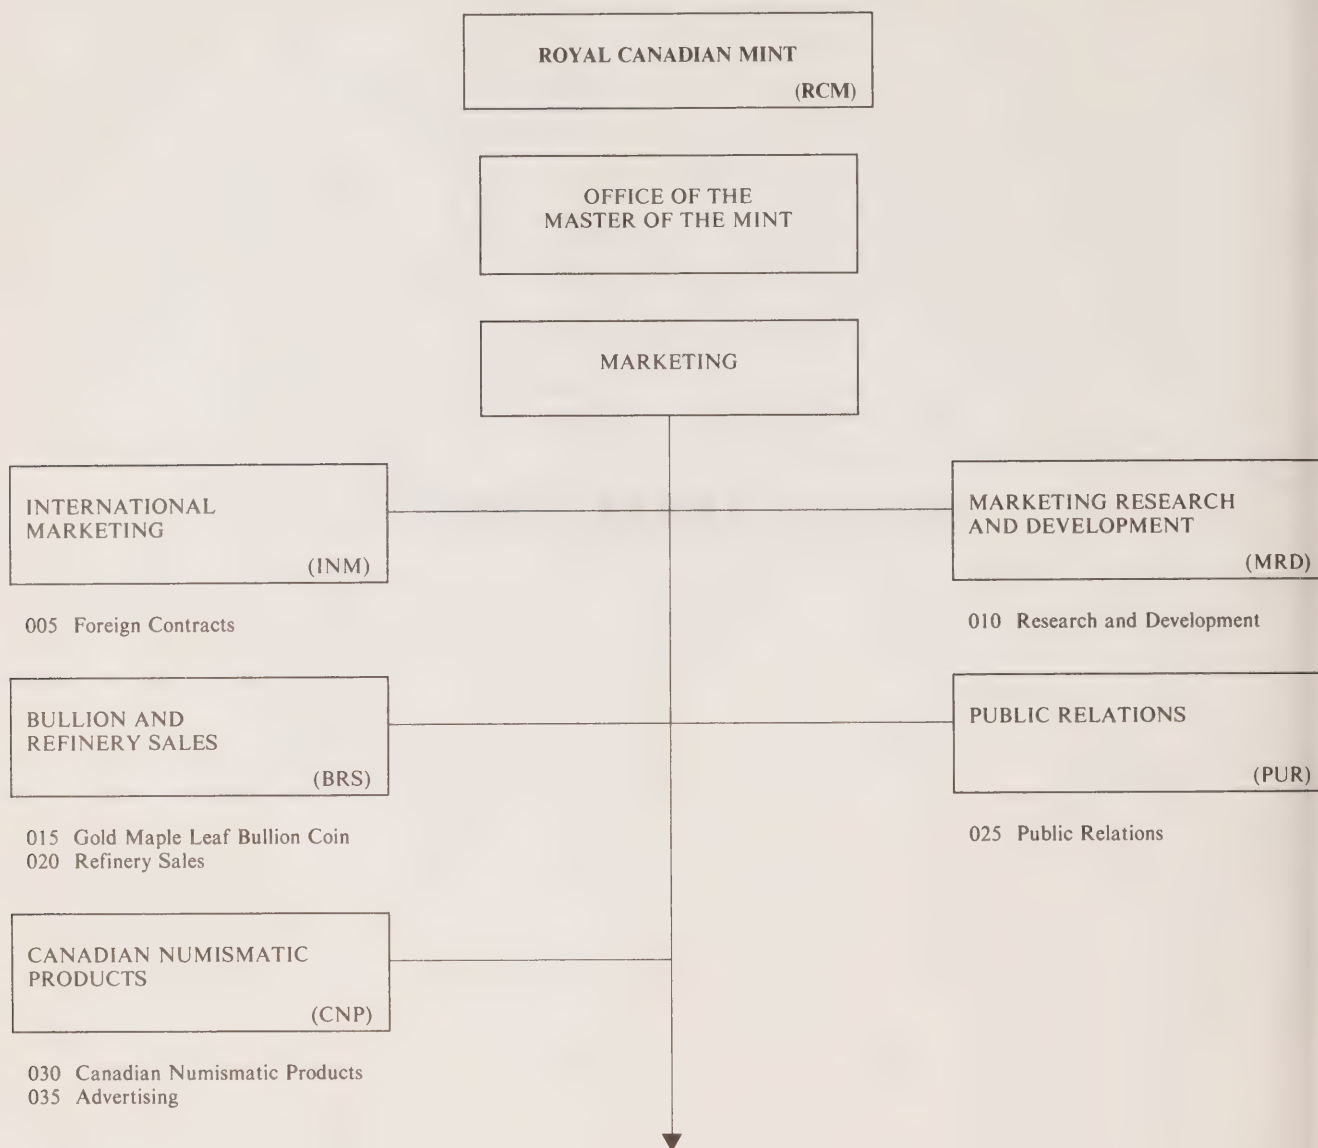 ROYAL CANADIAN MINT
(RCM)
OFFICE OF THE
MASTER OF THE MINT
MARKETING
INTERNATIONAL
MARKETING
(INM)
005 Foreign Contracts
MARKETING RESEARCH
AND DEVELOPMENT
(MRD)
010 Research and Development
BULLION AND
REFINERY SALES
(BRS)
015 Gold Maple Leaf Bullion Coin
020 Refinery Sales
PUBLIC RELATIONS
(PUR)
025 Public Relations
CANADIAN NUMISMATIC
PRODUCTS
(CNP)
030 Canadian Numismatic Products
035 Advertising